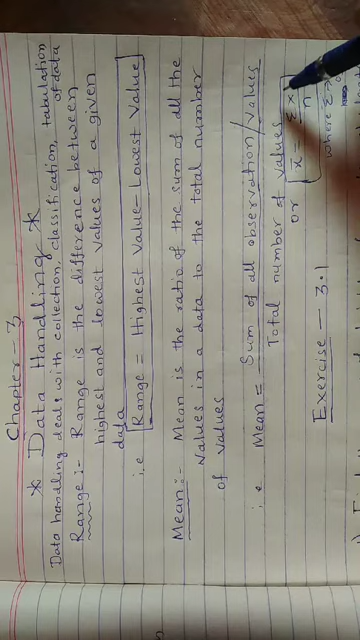 Chapter-3
* Data Handling *
Data handling deals with collection, classification, tabulation of data
Range :- Range is the difference between
highest and lowest values of a given
data
i.e Range = Highest Value - Lowest Value
Mean :- Mean is the ratio of the sum of all the
Values in a data to the total number
of values
i.e Mean = Sum of all observation/values
Total number of values
or x̄ = Σx
n
where Σ →
Exercise - 3.1